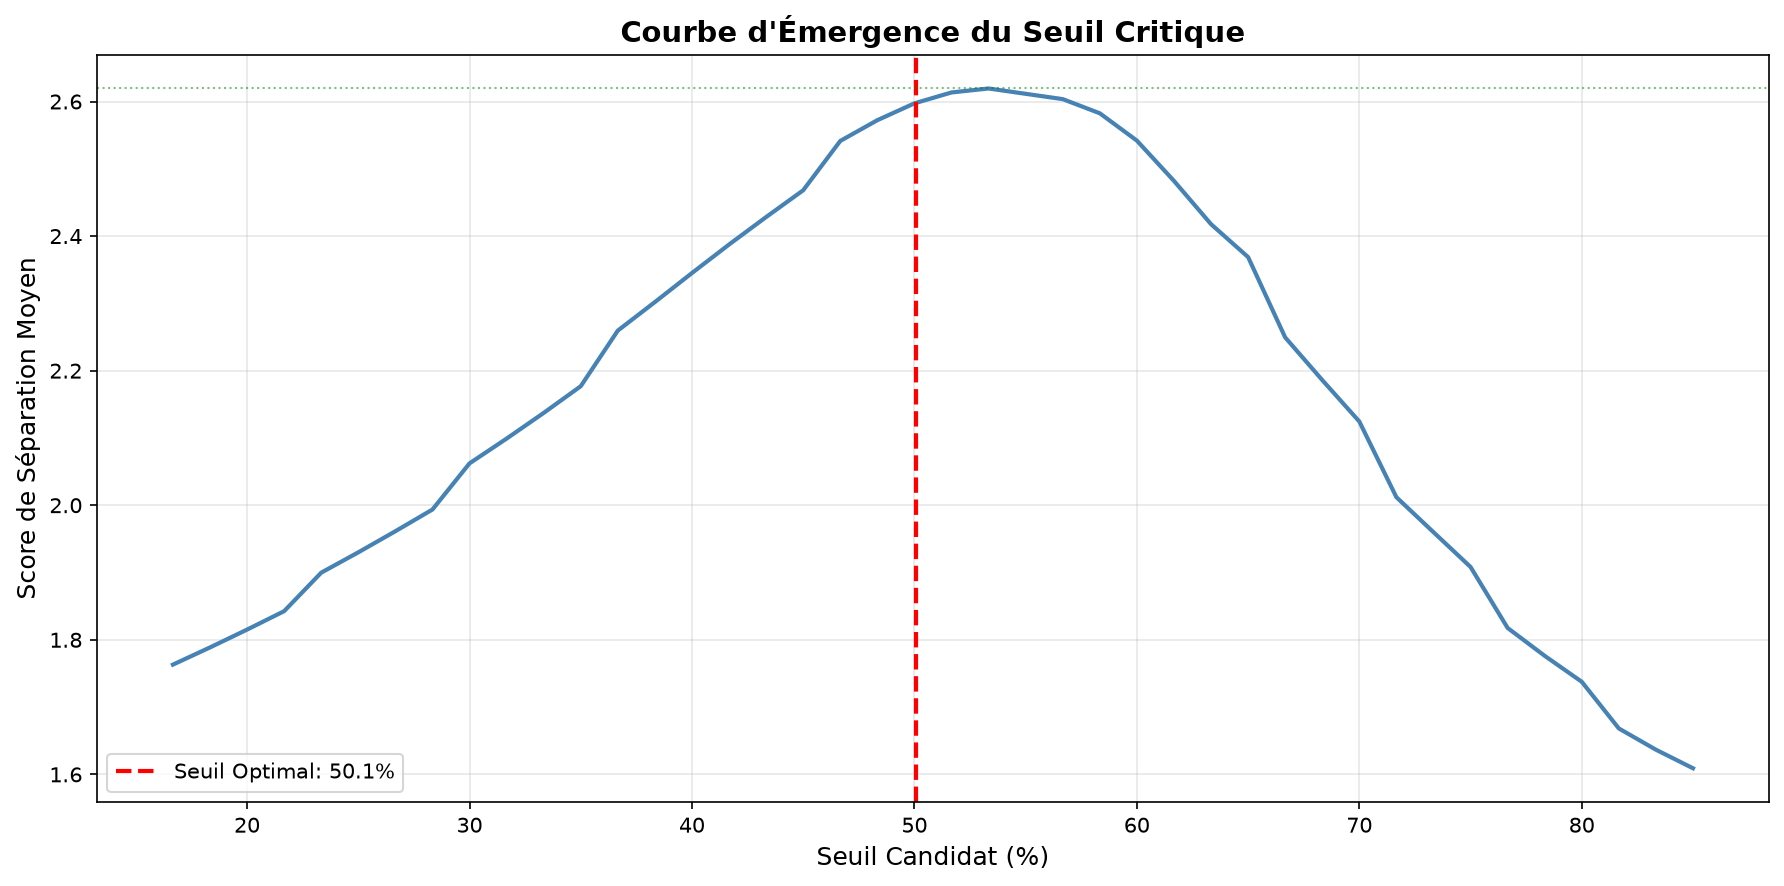 Courbe d'Émergence du Seuil Critique
Score de Séparation Moyen
2.6
2.4
2.2
2.0
1.8
1.6
Seuil Optimal: 50.1%
20 30 40 50 60 70 80
Seuil Candidat (%)